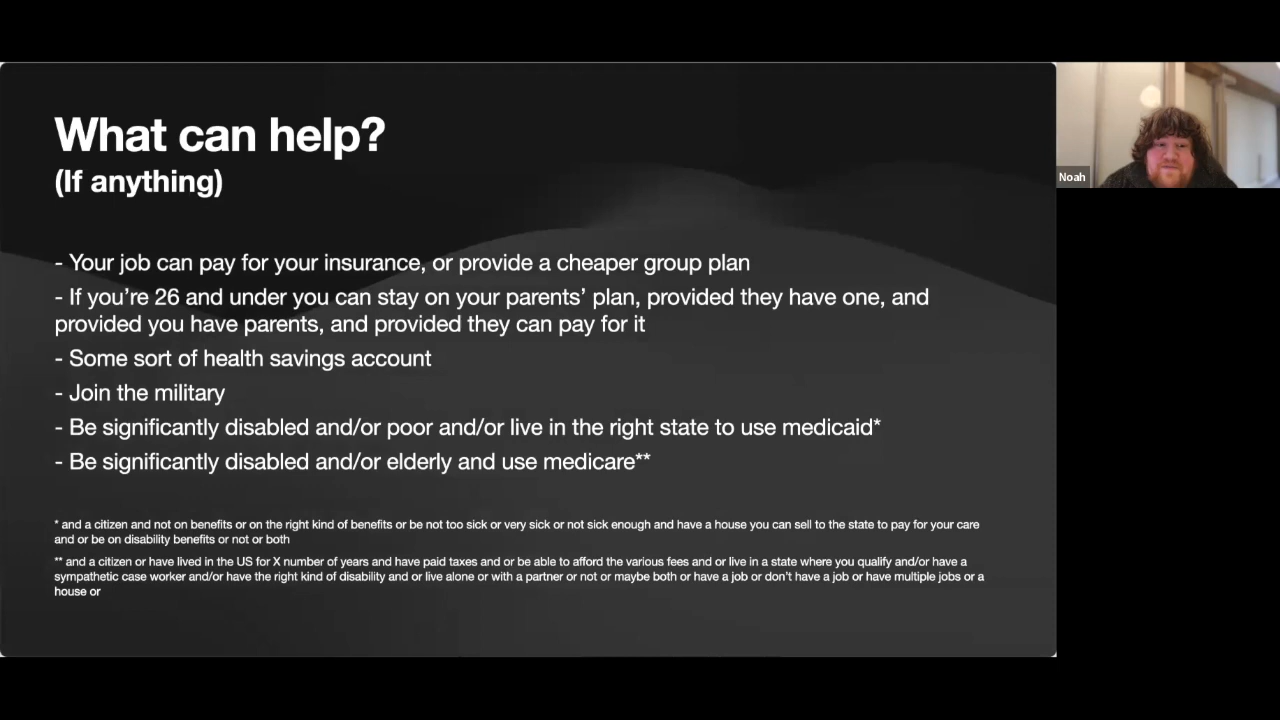 What can help?
(If anything)
- Your job can pay for your insurance, or provide a cheaper group plan
- If you’re 26 and under you can stay on your parents’ plan, provided they have one, and
provided you have parents, and provided they can pay for it
- Some sort of health savings account
- Join the military
- Be significantly disabled and/or poor and/or live in the right state to use medicaid*
- Be significantly disabled and/or elderly and use medicare**
* and a citizen and not on benefits or on the right kind of benefits or be not too sick or very sick or not sick enough and have a house you can sell to the state to pay for your care
and or be on disability benefits or not or both
** and a citizen or have lived in the US for X number of years and have paid taxes and or be able to afford the various fees and or live in a state where you qualify and/or have a
sympathetic case worker and/or have the right kind of disability and or live alone or with a partner or not or maybe both or have a job or don’t have a job or have multiple jobs or a
house or
Noah